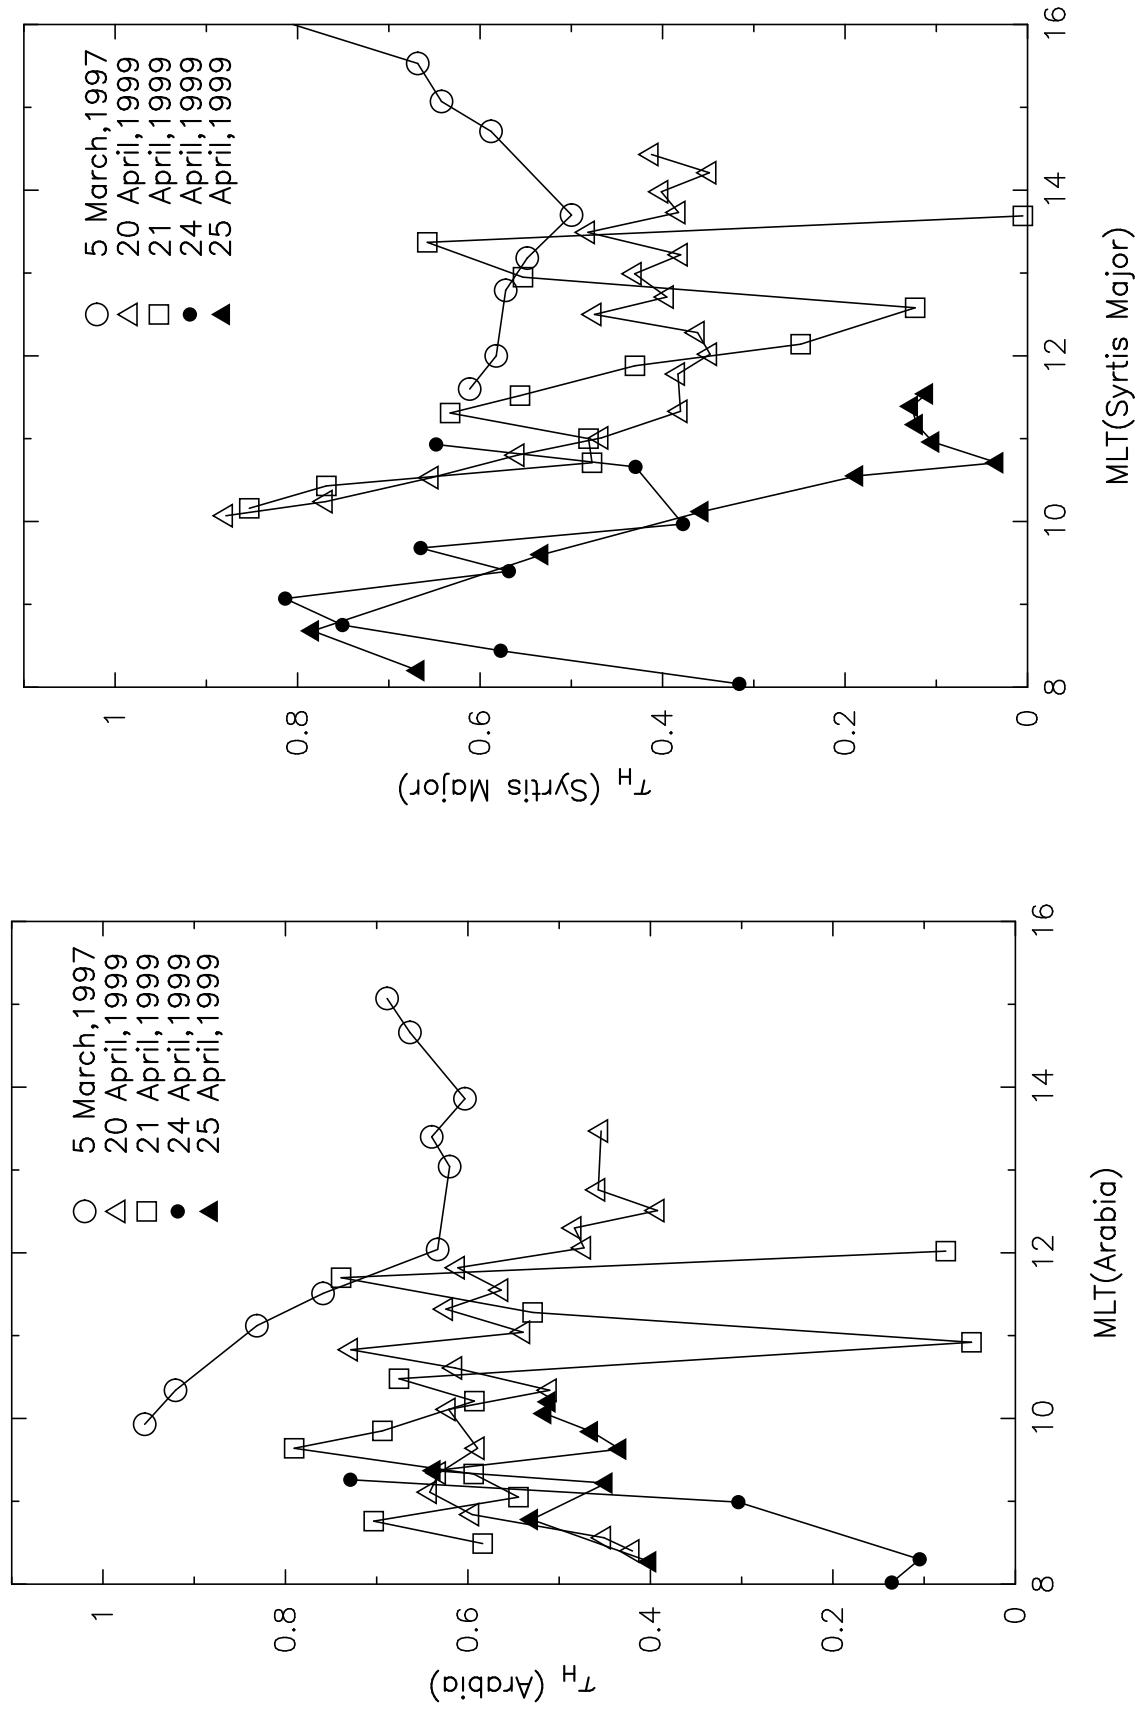 5 March,1997
20 April,1999
21 April,1999
24 April,1999
25 April,1999
0
0.2
0.4
0.6
0.8
1
τH (Arabia)
8
10
12
14
16
MLT(Arabia)
5 March,1997
20 April,1999
21 April,1999
24 April,1999
25 April,1999
0
0.2
0.4
0.6
0.8
1
τH (Syrtis Major)
8
10
12
14
16
MLT(Syrtis Major)